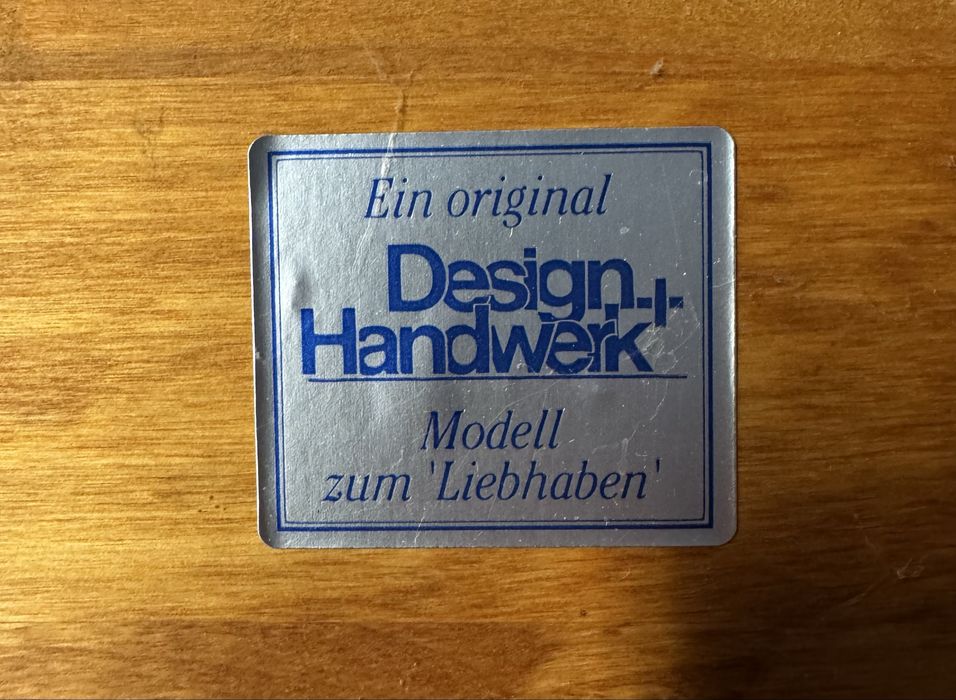 Ein original
Design +
Handwerk
Modell
zum 'Liebhaben'